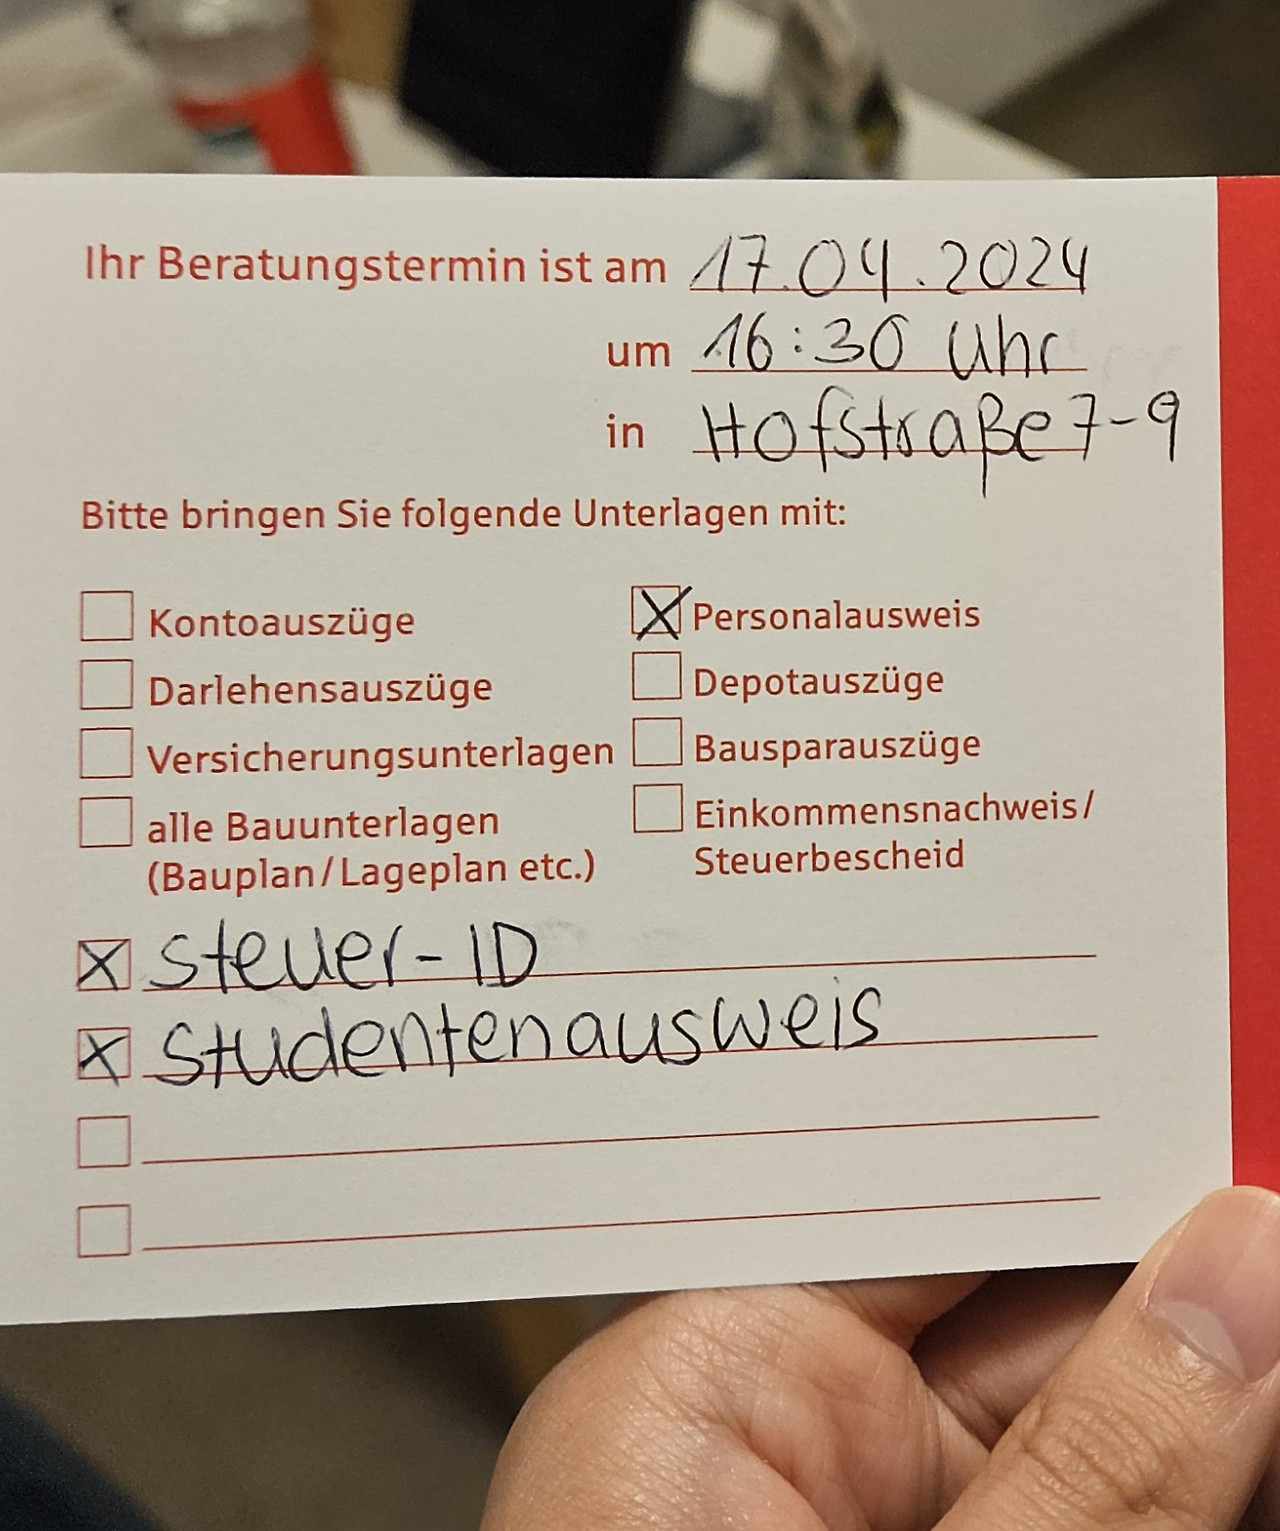 Ihr Beratungstermin ist am 17.04.2024
um 16:30 Uhr
in Hofstraße 7-9
Bitte bringen Sie folgende Unterlagen mit:
Kontoauszüge
Personalausweis
Darlehensauszüge
Depotauszüge
Versicherungsunterlagen
Bausparauszüge
alle Bauunterlagen
(Bauplan/Lageplan etc.)
Einkommensnachweis/
Steuerbescheid
Steuer-ID
Studentenausweis